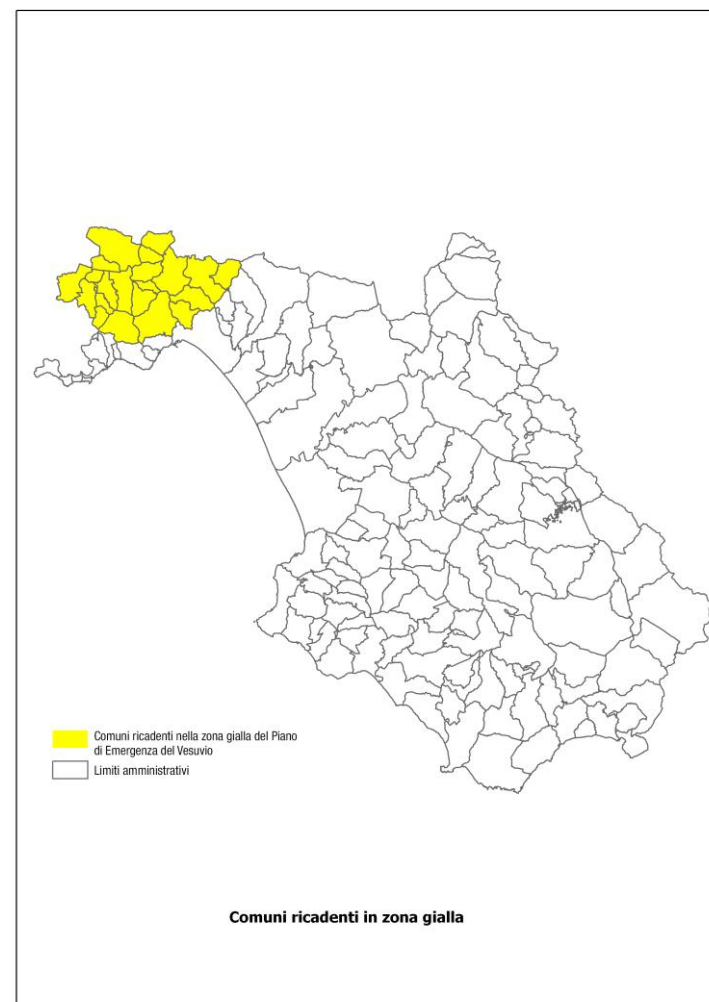 Comuni ricadenti nella zona gialla del Piano
di Emergenza del Vesuvio
Limiti amministrativi
Comuni ricadenti in zona gialla